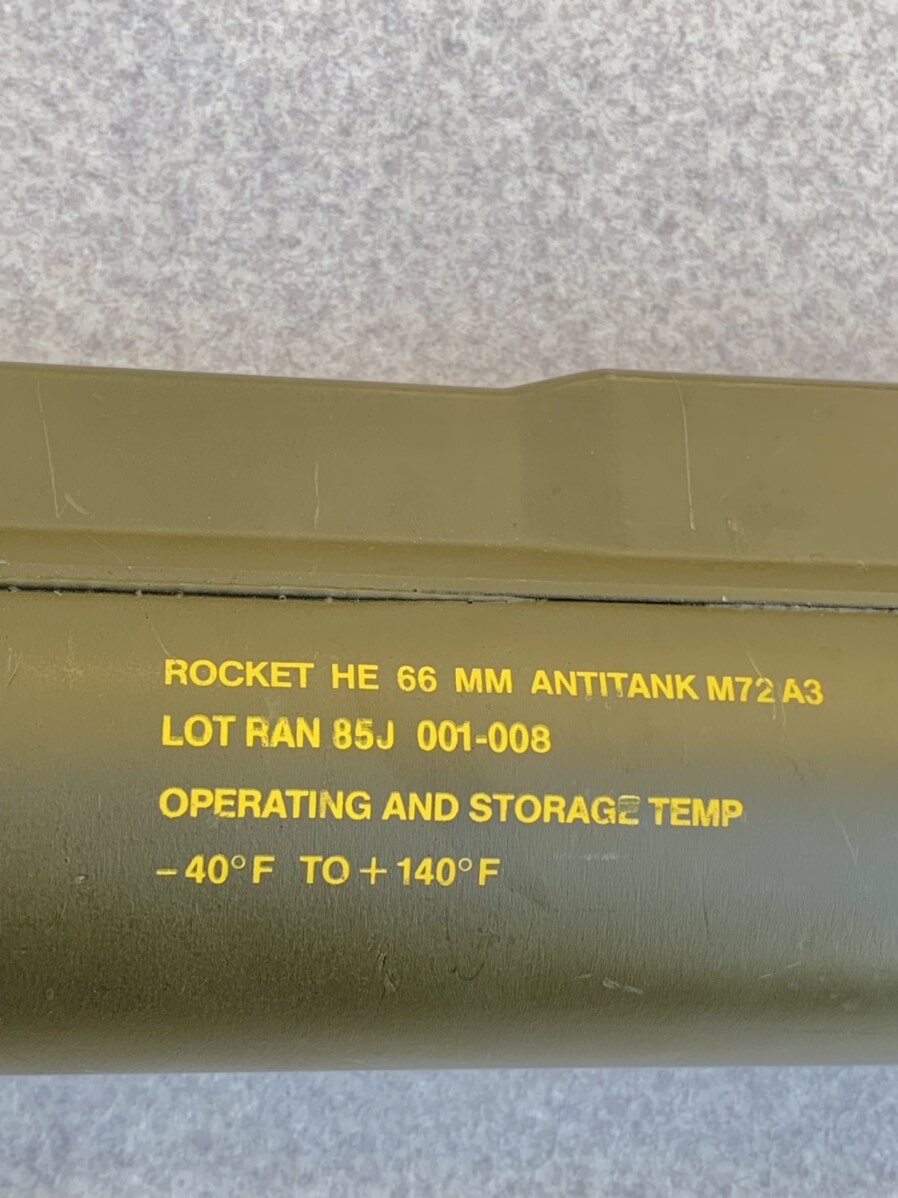 ROCKET HE 66 MM ANTITANK M72 A3
LOT RAN 85J 001-008
OPERATING AND STORAGE TEMP
-40°F TO +140°F